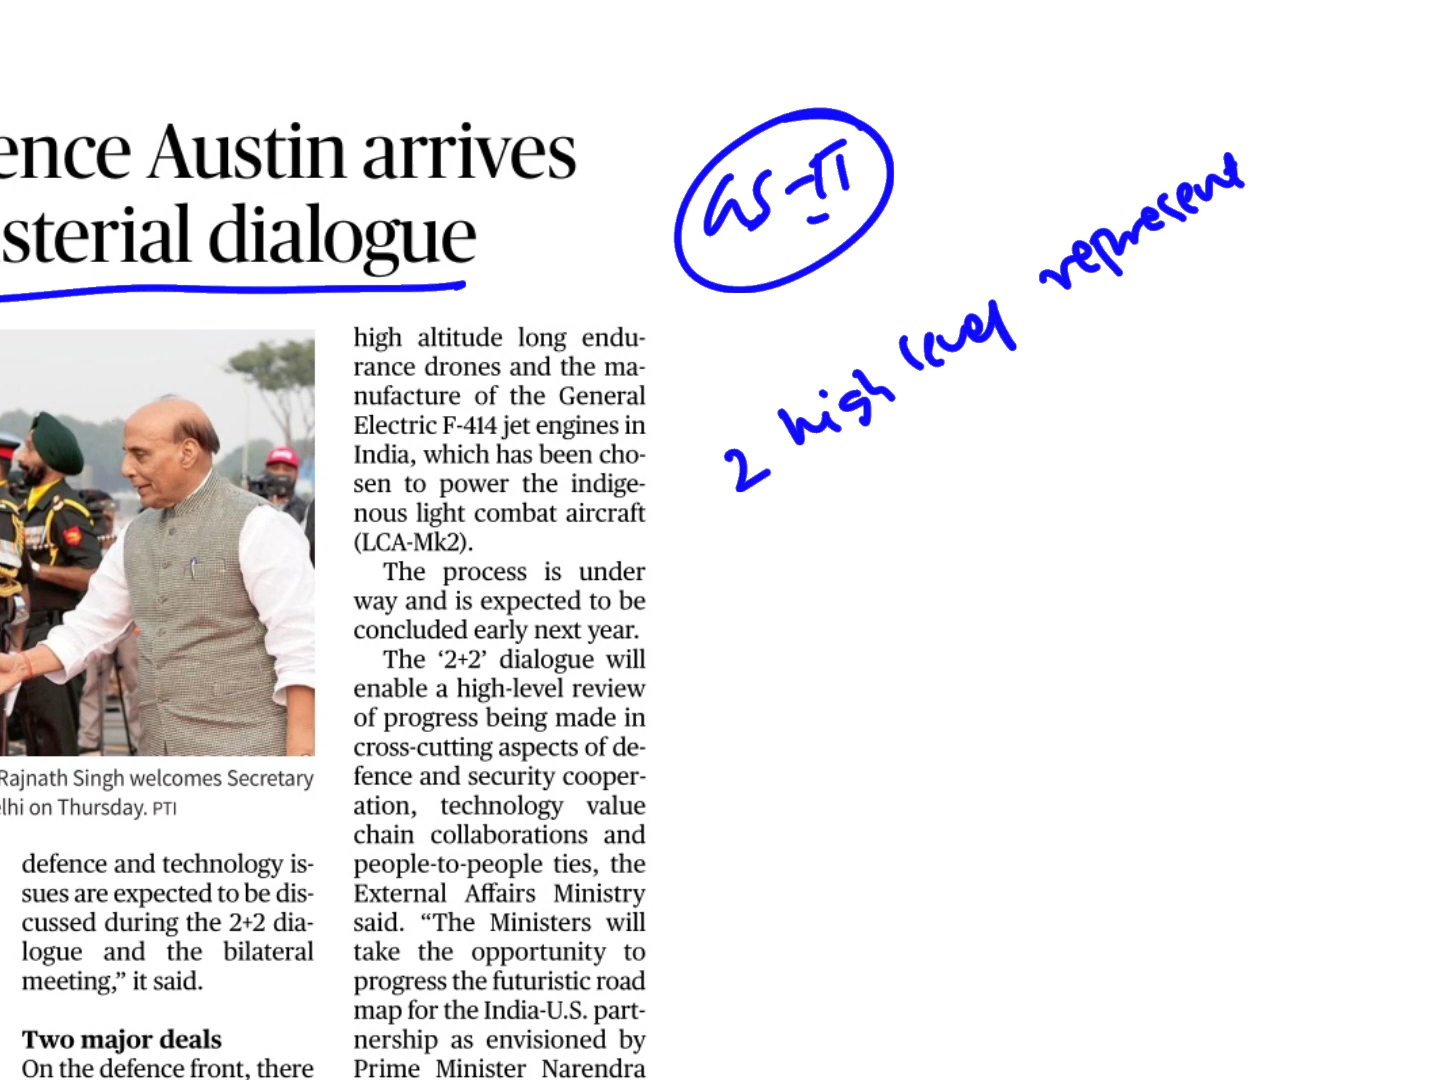 ence Austin arrives
sterial dialogue
GS-II
2 high level represent
Rajnath Singh welcomes Secretary
elhi on Thursday. PTI
defence and technology is-
sues are expected to be dis-
cussed during the 2+2 dia-
logue and the bilateral
meeting,” it said.
Two major deals
On the defence front, there
high altitude long endu-
rance drones and the ma-
nufacture of the General
Electric F-414 jet engines in
India, which has been cho-
sen to power the indige-
nous light combat aircraft
(LCA-Mk2).
The process is under
way and is expected to be
concluded early next year.
The ‘2+2’ dialogue will
enable a high-level review
of progress being made in
cross-cutting aspects of de-
fence and security cooper-
ation, technology value
chain collaborations and
people-to-people ties, the
External Affairs Ministry
said. “The Ministers will
take the opportunity to
progress the futuristic road
map for the India-U.S. part-
nership as envisioned by
Prime Minister Narendra